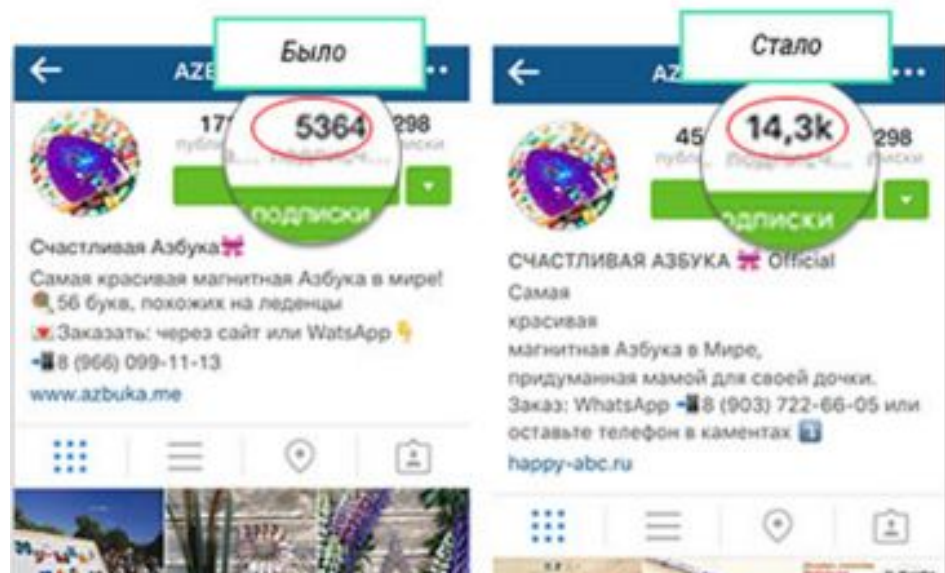 Было
AZB
17
5364
298
подписки
Счастливая Азбука
Самая красивая магнитная Азбука в мире!
56 букв, похожих на леденцы
Заказать: через сайт или WatsApp
8 (966) 099-11-13
www.azbuka.me
Стало
AZ
45
14,3k
298
одписки
СЧАСТЛИВАЯ АЗБУКА Official
Самая
красивая
магнитная Азбука в Мире,
придуманная мамой для своей дочки.
Заказ: WhatsApp 8 (903) 722-66-05 или
оставьте телефон в каментах
happy-abc.ru